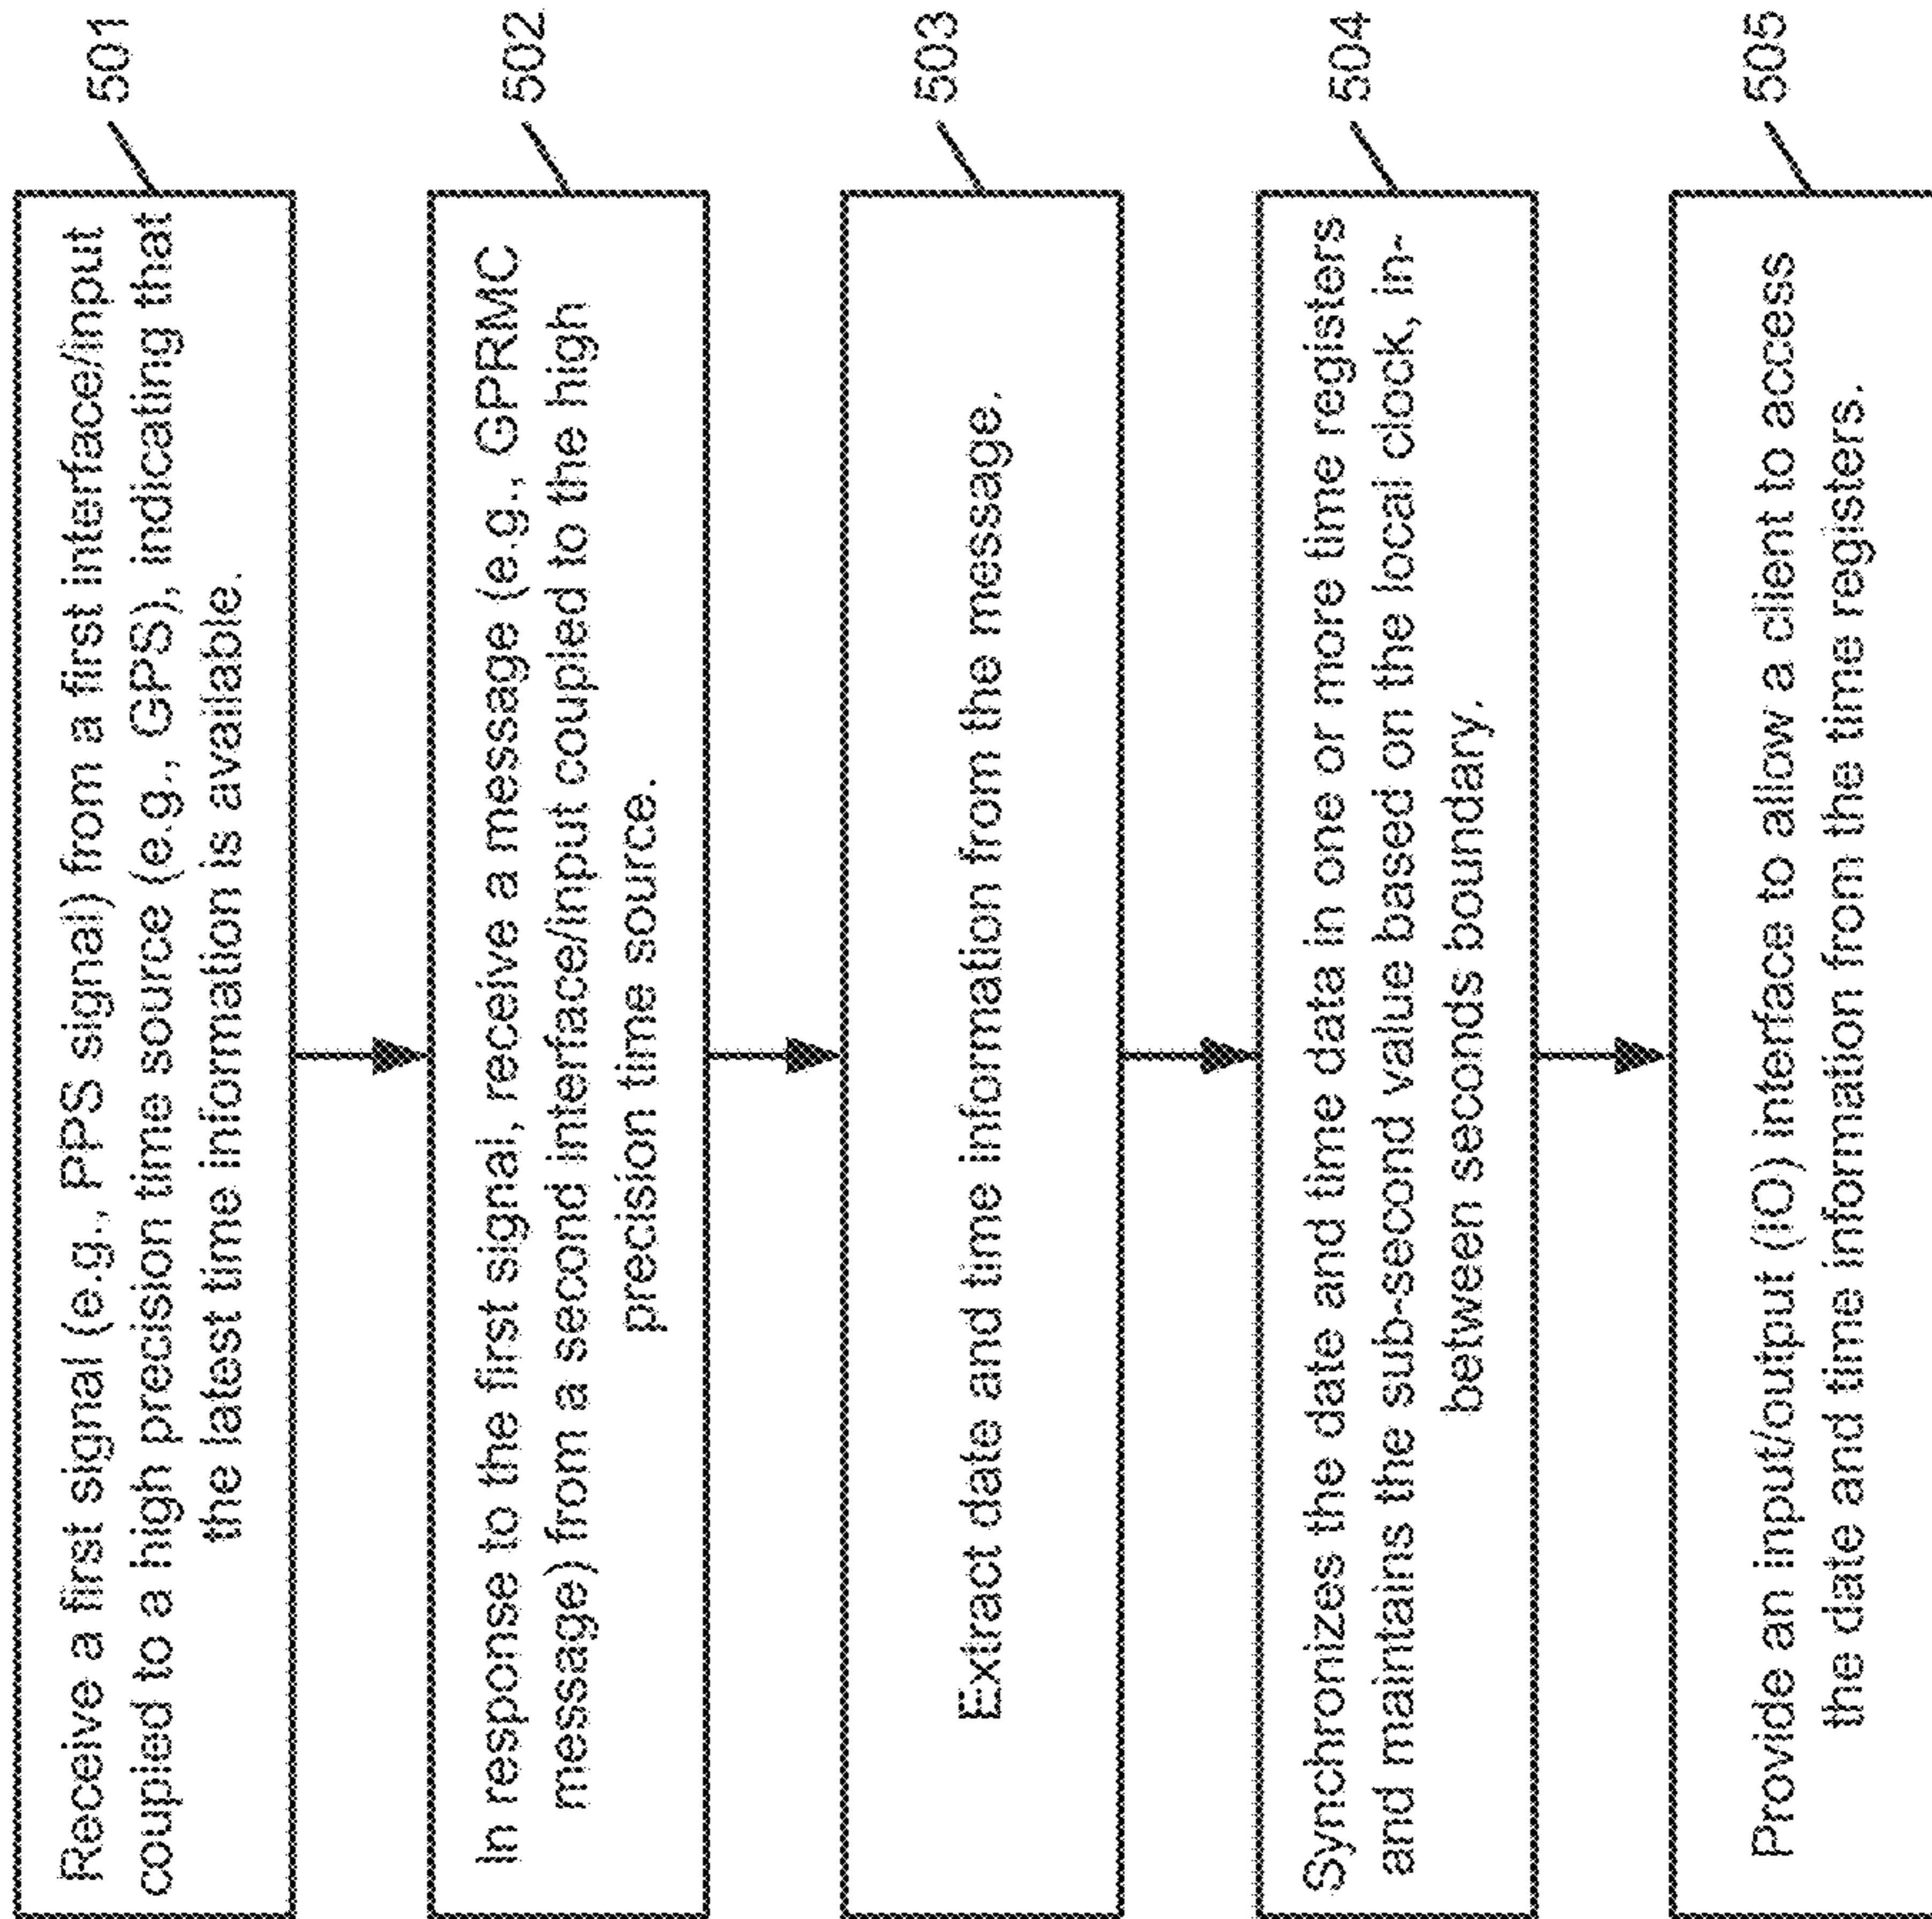 Receive a first signal (e.g., PPS signal) from a first interface/input
coupled to a high precision time source (e.g., GPS), indicating that
the latest time information is available.
501
In response to the first signal, receive a message (e.g., GPRMC
message) from a second interface/input coupled to the high
precision time source.
502
Extract date and time information from the message.
503
Synchronizes the date and time data in one or more time registers
and maintains the sub-second value based on the local clock, in-
between seconds boundary.
504
Provide an input/output (IO) interface to allow a client to access
the date and time information from the time registers.
505